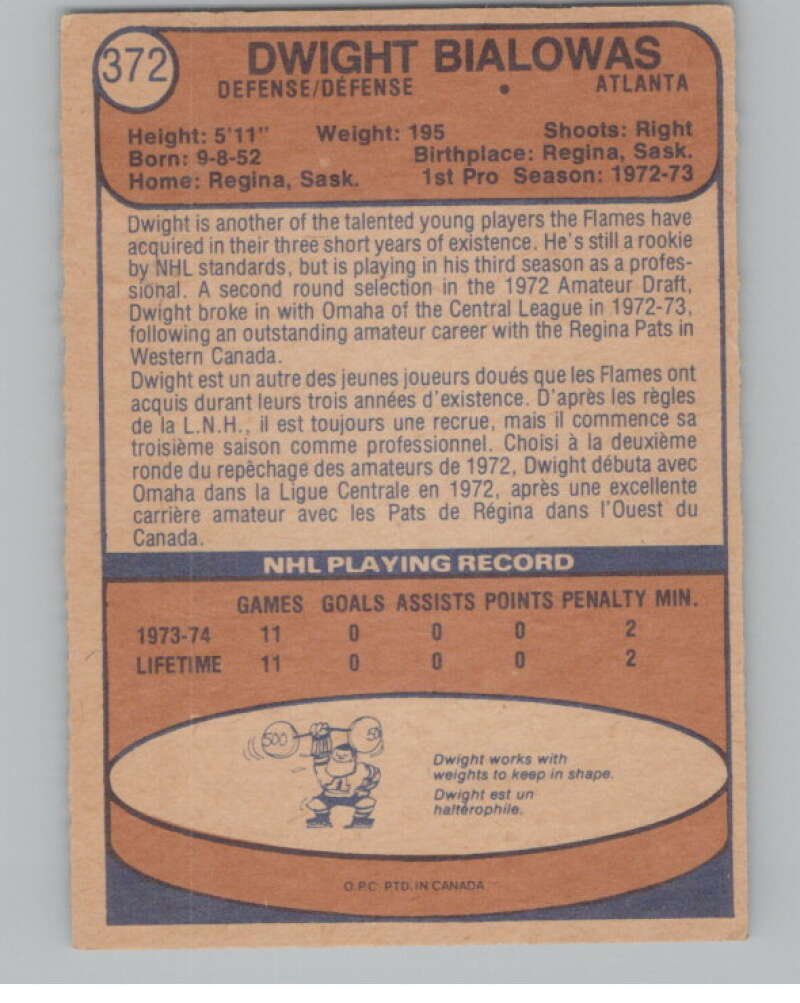 372
DWIGHT BIALOWAS
DEFENSE/DÉFENSE • ATLANTA
Height: 5'11" Weight: 195 Shoots: Right
Born: 9-8-52 Birthplace: Regina, Sask.
Home: Regina, Sask. 1st Pro Season: 1972-73
Dwight is another of the talented young players the Flames have
acquired in their three short years of existence. He's still a rookie
by NHL standards, but is playing in his third season as a profes-
sional. A second round selection in the 1972 Amateur Draft,
Dwight broke in with Omaha of the Central League in 1972-73,
following an outstanding amateur career with the Regina Pats in
Western Canada.
Dwight est un autre des jeunes joueurs doués que les Flames ont
acquis durant leurs trois années d'existence. D'après les règles
de la L.N.H., il est toujours une recrue, mais il commence sa
troisième saison comme professionnel. Choisi à la deuxième
ronde du repêchage des amateurs de 1972, Dwight débuta avec
Omaha dans la Ligue Centrale en 1972, après une excellente
carrière amateur avec les Pats de Régina dans l'Ouest du
Canada.
NHL PLAYING RECORD
GAMES GOALS ASSISTS POINTS PENALTY MIN.
1973-74 11 0 0 0 2
LIFETIME 11 0 0 0 2
500 50
Dwight works with
weights to keep in shape.
Dwight est un
haltérophile.
O.P.C. PTD. IN CANADA